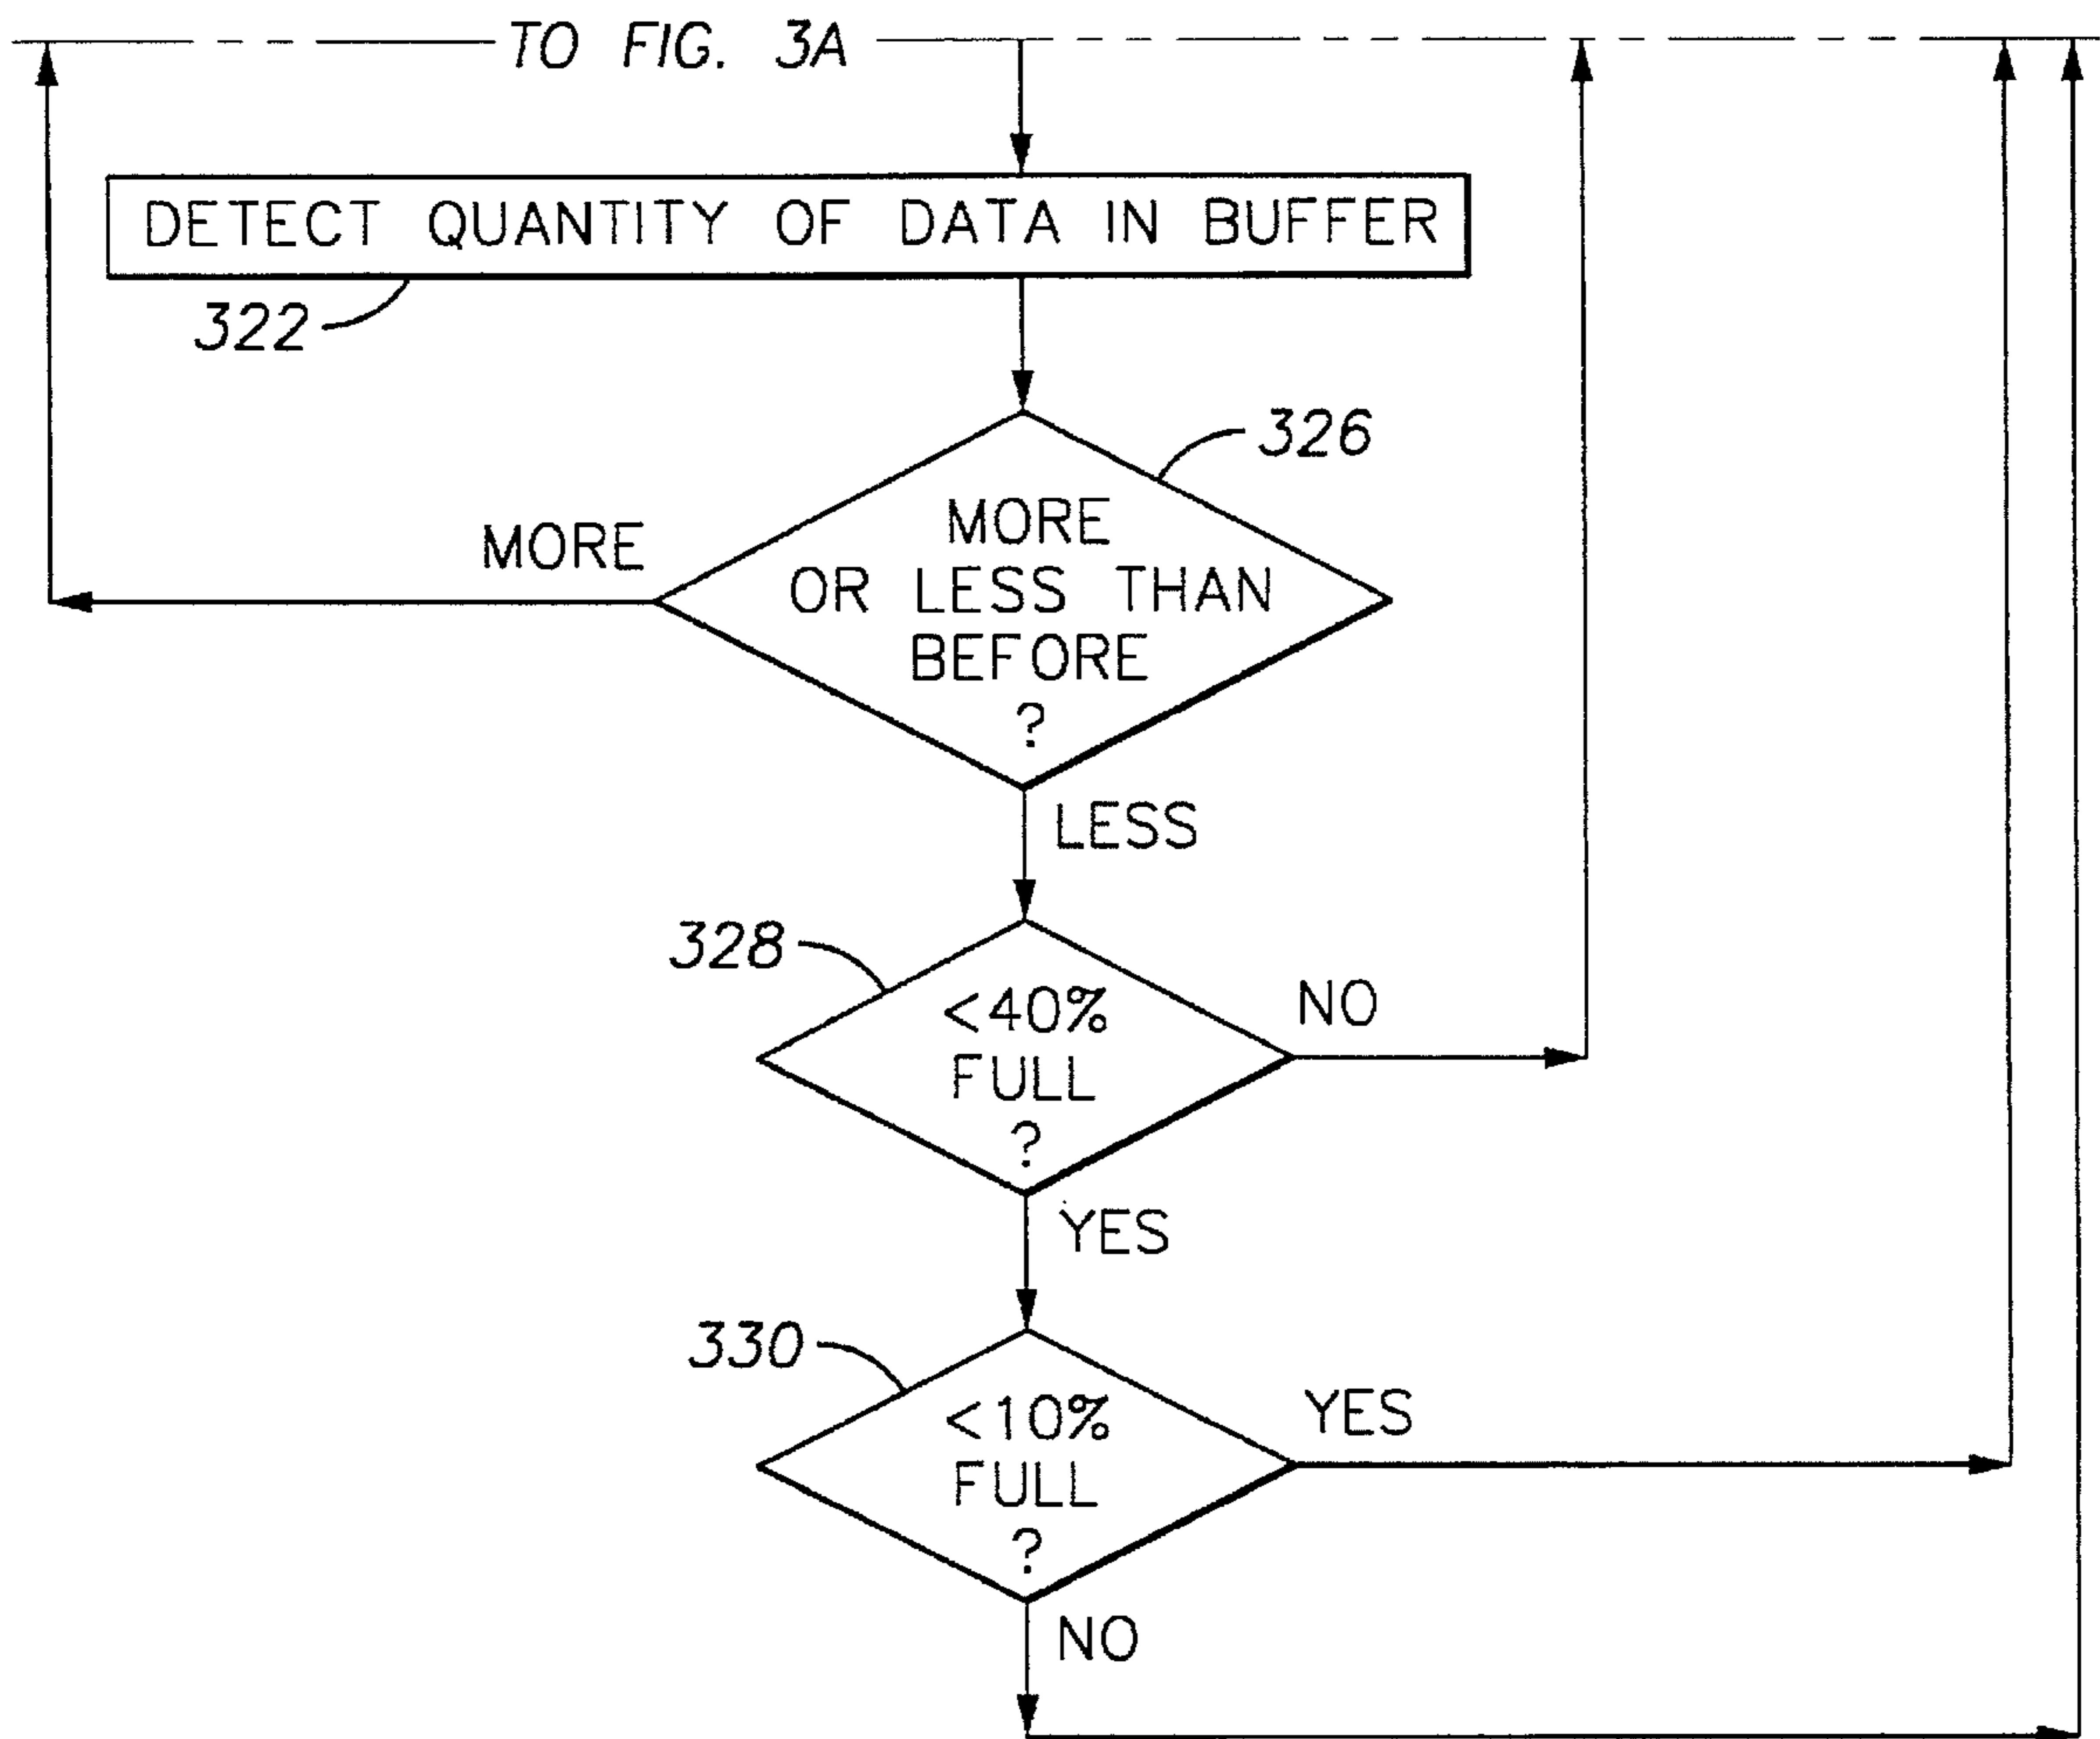 TO FIG. 3A
DETECT QUANTITY OF DATA IN BUFFER
322
326
MORE
MORE
OR LESS THAN
BEFORE
?
LESS
328
<40%
FULL
?
NO
YES
330
<10%
FULL
?
YES
NO